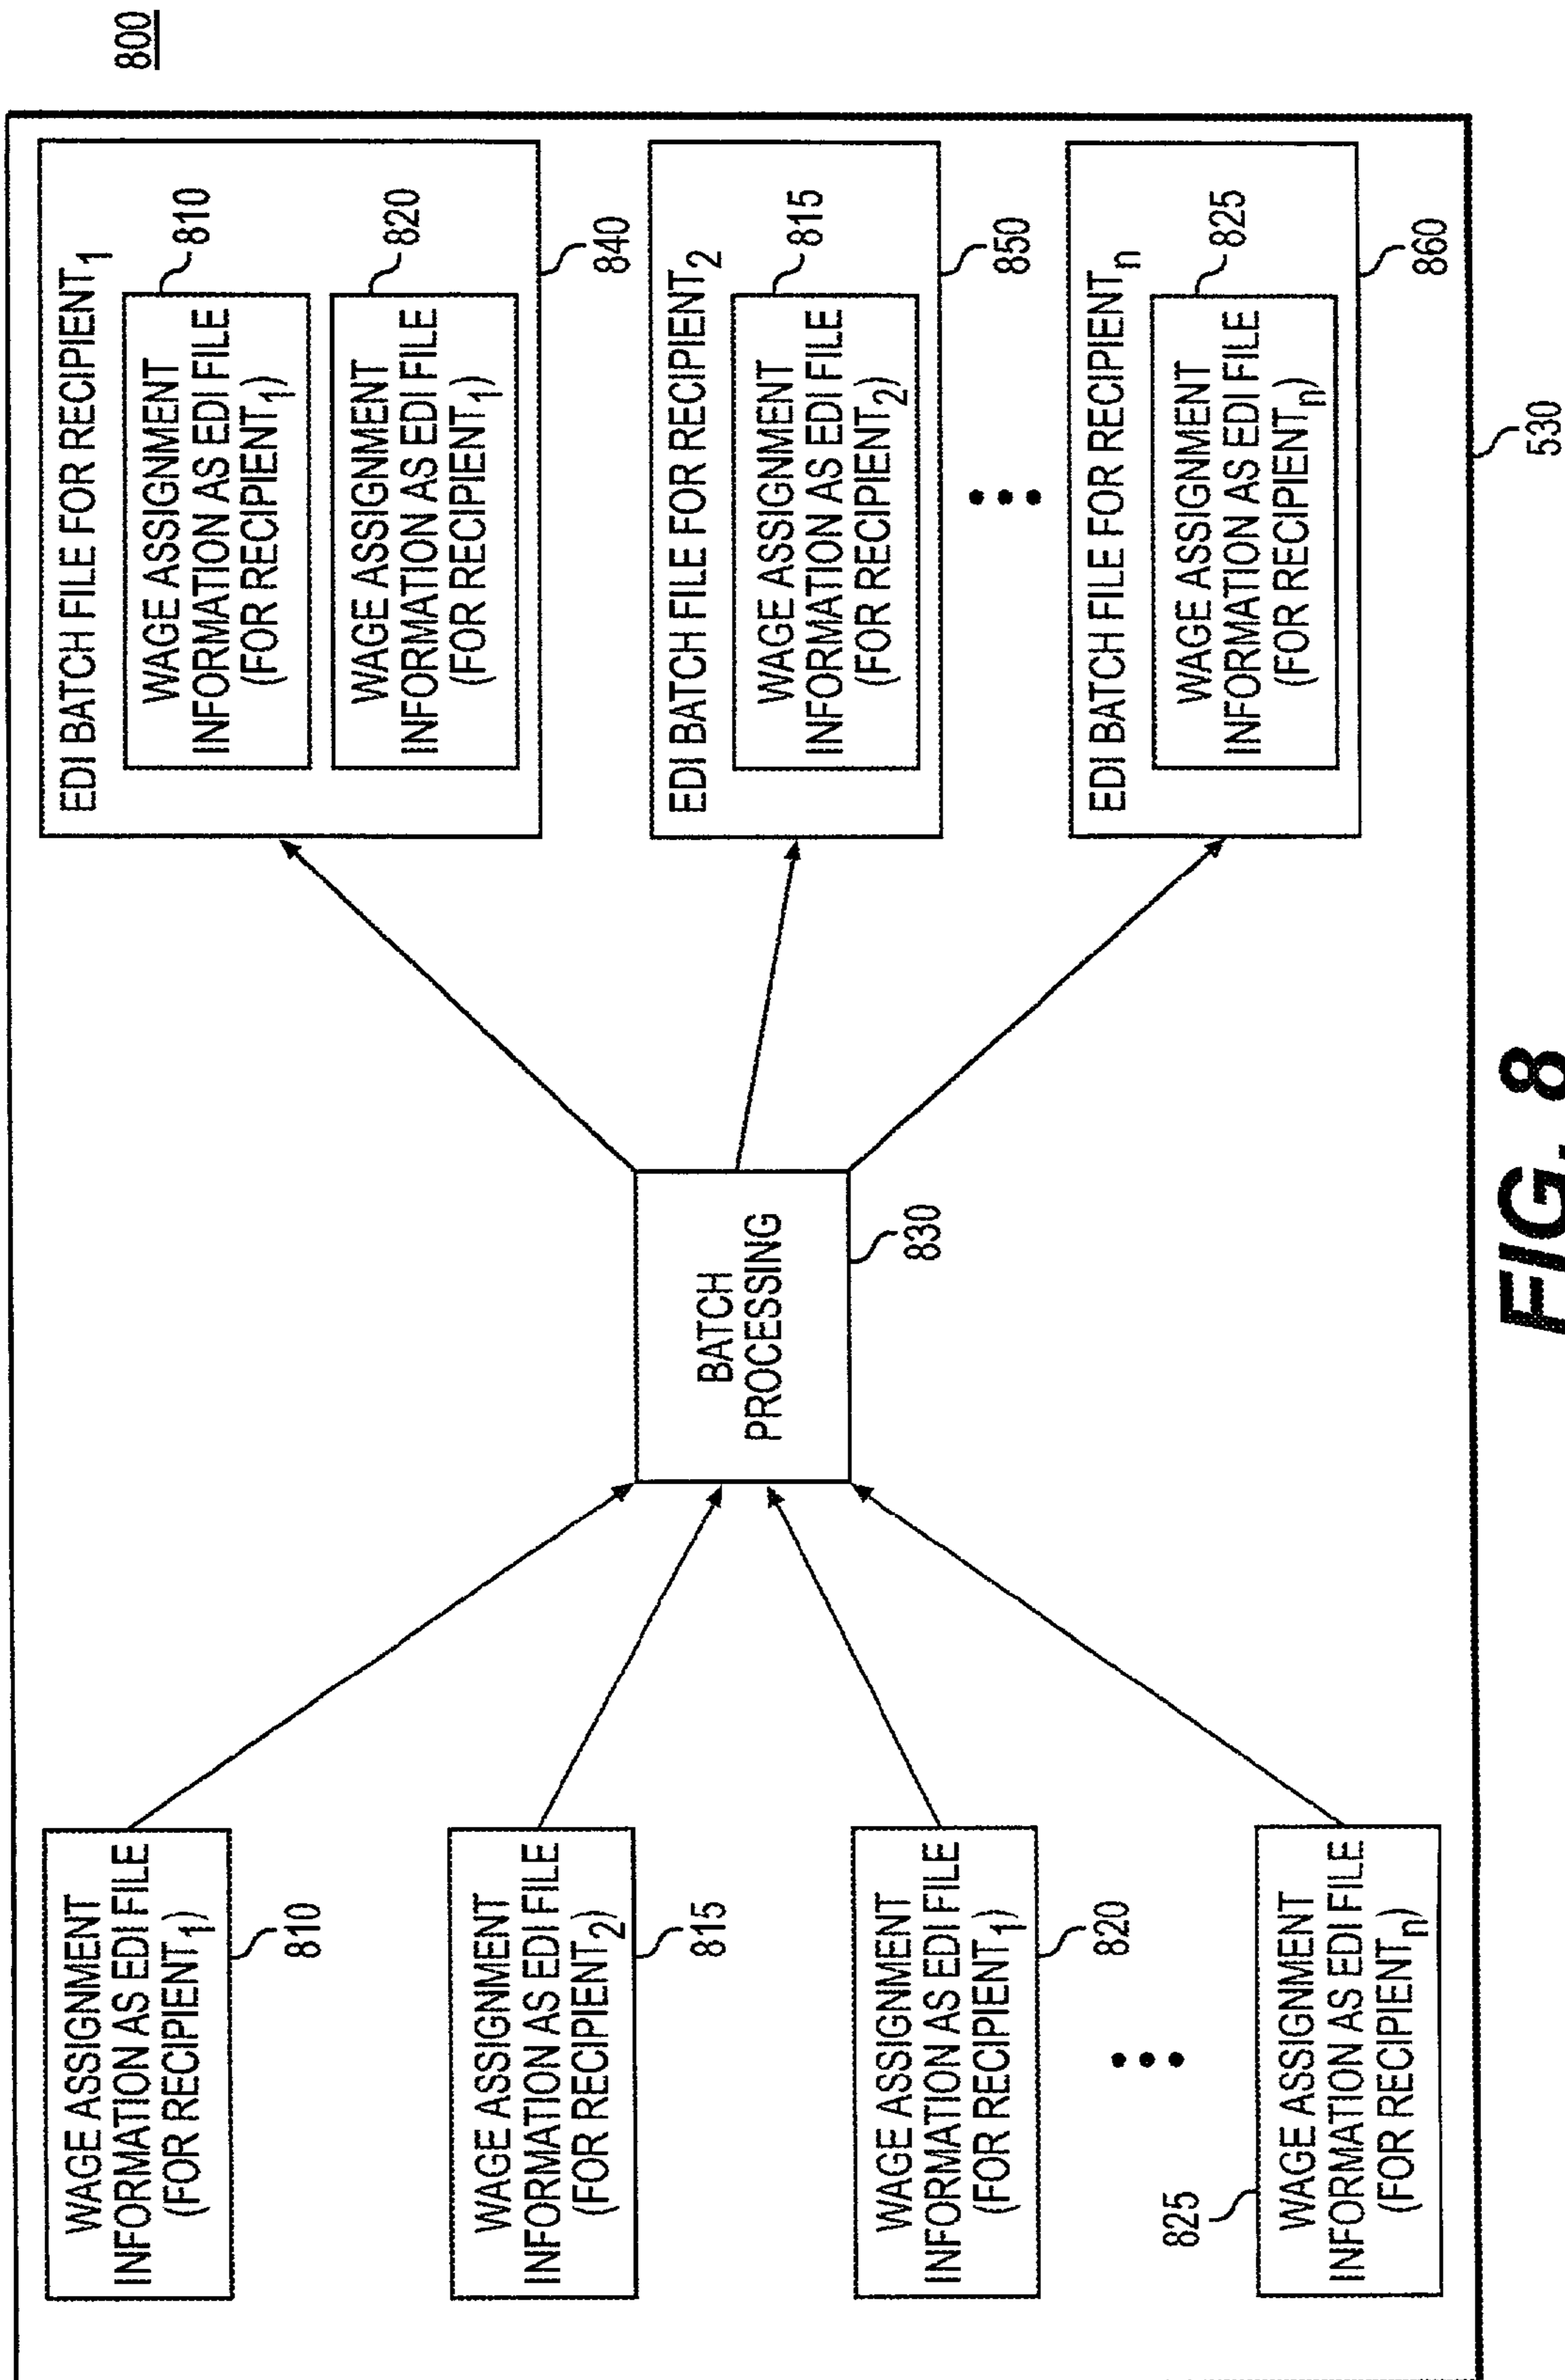 800
WAGE ASSIGNMENT
INFORMATION AS EDI FILE
(FOR RECIPIENT1)
810
WAGE ASSIGNMENT
INFORMATION AS EDI FILE
(FOR RECIPIENT2)
815
WAGE ASSIGNMENT
INFORMATION AS EDI FILE
(FOR RECIPIENT1)
820
825
WAGE ASSIGNMENT
INFORMATION AS EDI FILE
(FOR RECIPIENTn)
BATCH
PROCESSING
830
EDI BATCH FILE FOR RECIPIENT1
WAGE ASSIGNMENT
INFORMATION AS EDI FILE
(FOR RECIPIENT1)
810
WAGE ASSIGNMENT
INFORMATION AS EDI FILE
(FOR RECIPIENT1)
820
840
EDI BATCH FILE FOR RECIPIENT2
WAGE ASSIGNMENT
INFORMATION AS EDI FILE
(FOR RECIPIENT2)
815
850
EDI BATCH FILE FOR RECIPIENTn
WAGE ASSIGNMENT
INFORMATION AS EDI FILE
(FOR RECIPIENTn)
825
860
530
FIG. 8